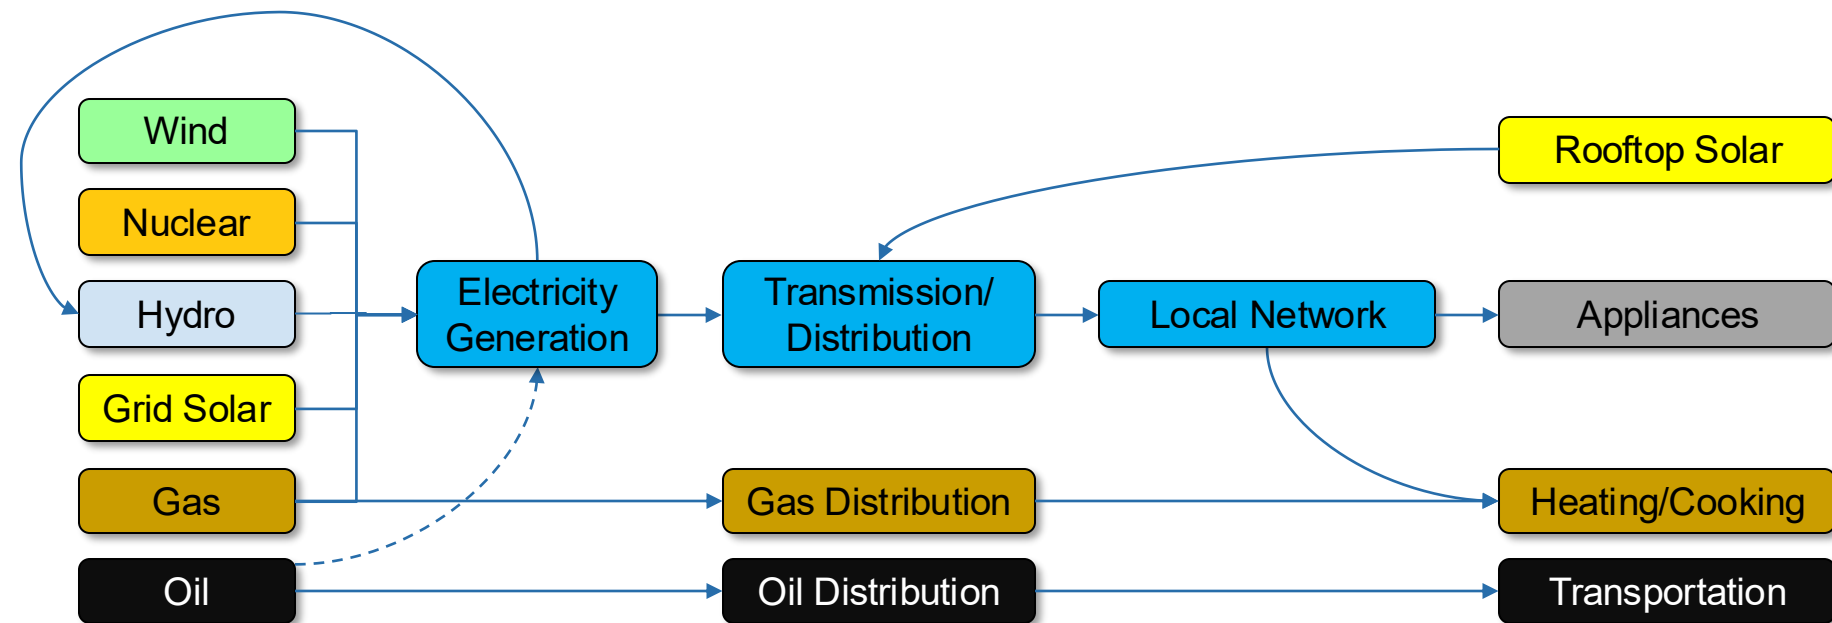 Wind
Nuclear
Hydro
Grid Solar
Gas
Oil
Electricity
Generation
Transmission/
Distribution
Gas Distribution
Oil Distribution
Local Network
Rooftop Solar
Appliances
Heating/Cooking
Transportation